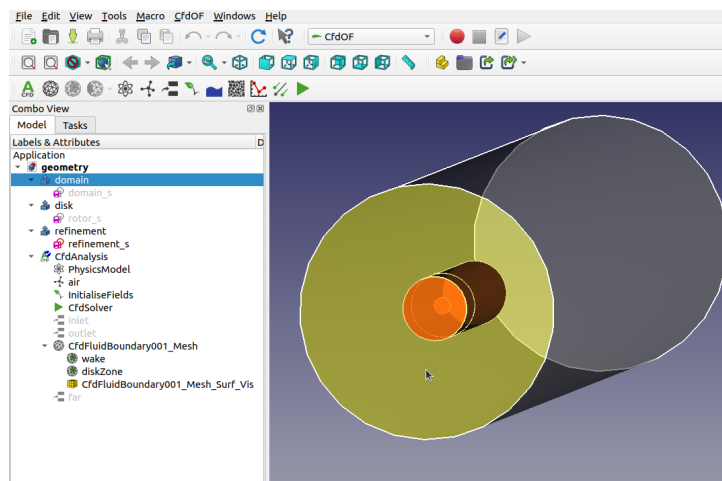 File Edit View Tools Macro CfdOF Windows Help
CfdOF
A
CFD
Combo View
Model Tasks
Labels & Attributes D
Application
geometry
domain
domain_s
disk
rotor_s
refinement
refinement_s
CfdAnalysis
PhysicsModel
air
InitialiseFields
CfdSolver
inlet
outlet
CfdFluidBoundary001_Mesh
wake
diskZone
CfdFluidBoundary001_Mesh_Surf_Vis
far